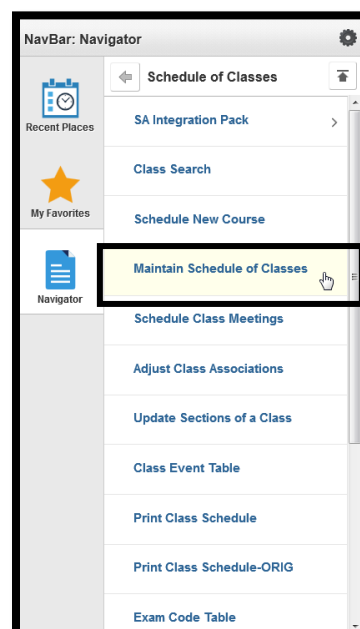 NavBar: Navigator
Recent Places
My Favorites
Navigator
Schedule of Classes
SA Integration Pack
Class Search
Schedule New Course
Maintain Schedule of Classes
Schedule Class Meetings
Adjust Class Associations
Update Sections of a Class
Class Event Table
Print Class Schedule
Print Class Schedule-ORIG
Exam Code Table